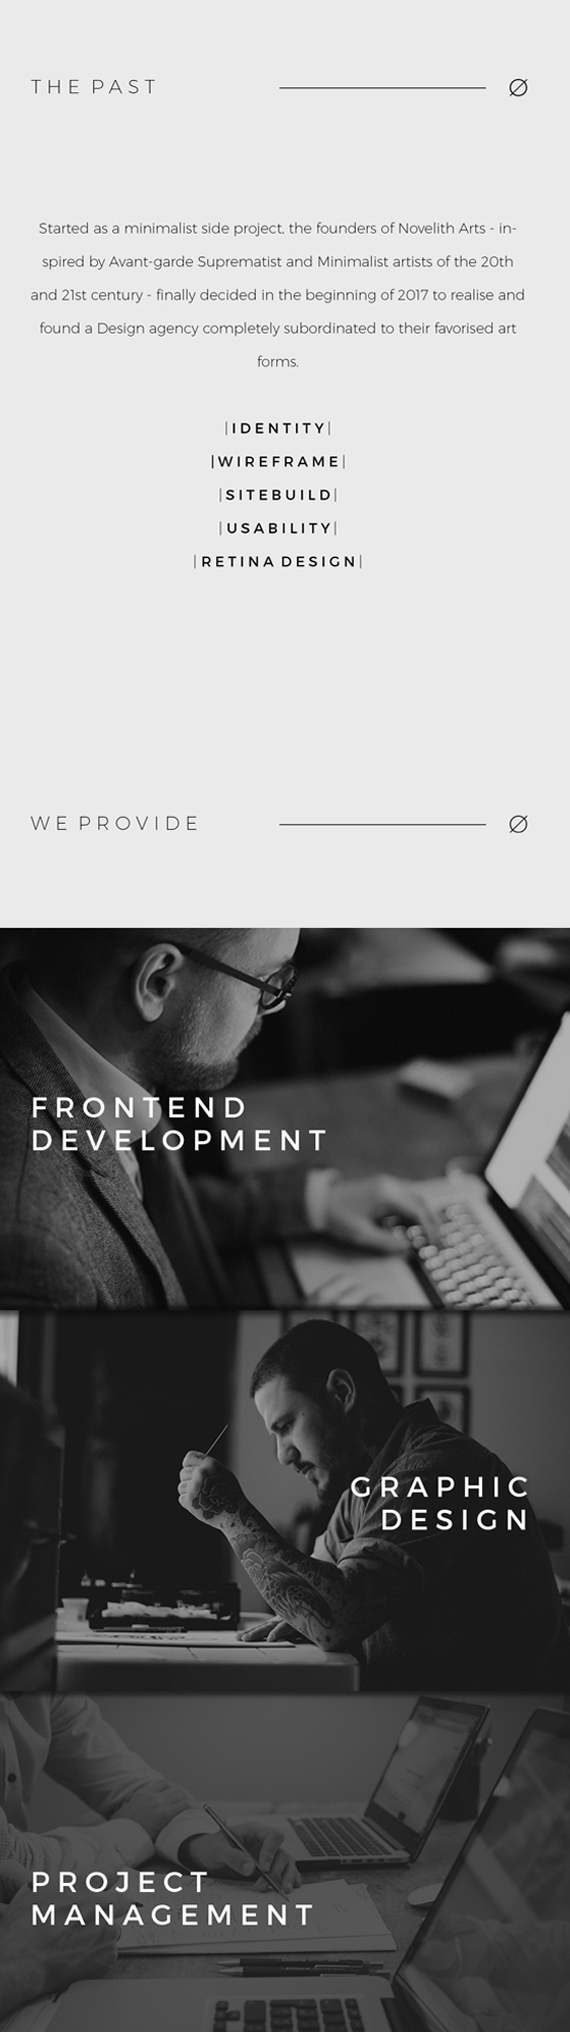 THE PAST Ø
Started as a minimalist side project, the founders of Novelith Arts - in-
spired by Avant-garde Suprematist and Minimalist artists of the 20th
and 21st century - finally decided in the beginning of 2017 to realise and
found a Design agency completely subordinated to their favorised art
forms.
|IDENTITY|
|WIREFRAME|
|SITEBUILD|
|USABILITY|
|RETINA DESIGN|
WE PROVIDE Ø
FRONTEND
DEVELOPMENT
GRAPHIC
DESIGN
PROJECT
MANAGEMENT